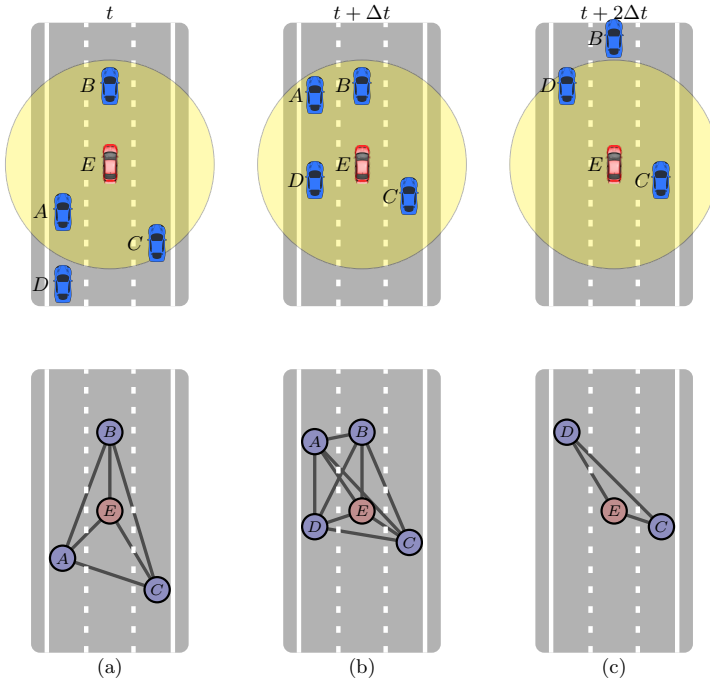 t t + Δt t + 2Δt
B
B A B D
E E E
D C
A C
C
D
B A B D
E E
D E C
A C
C
(a) (b) (c)